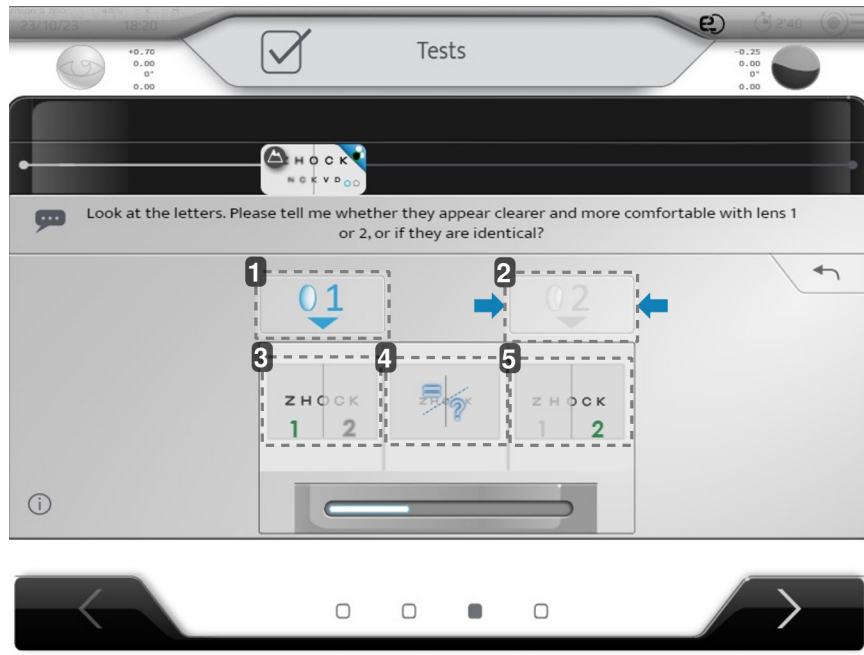 23/10/23 18:20
Tests
2'40
+0.70
0.00
0°
0.00
-0.25
0.00
0°
0.00
ZHOCK
NCKVD
Look at the letters. Please tell me whether they appear clearer and more comfortable with lens 1
or 2, or if they are identical?
1
2
1
2
3
4
5
ZHOCK
1 2
=
?
ZHOCK
ZHOCK
1 2